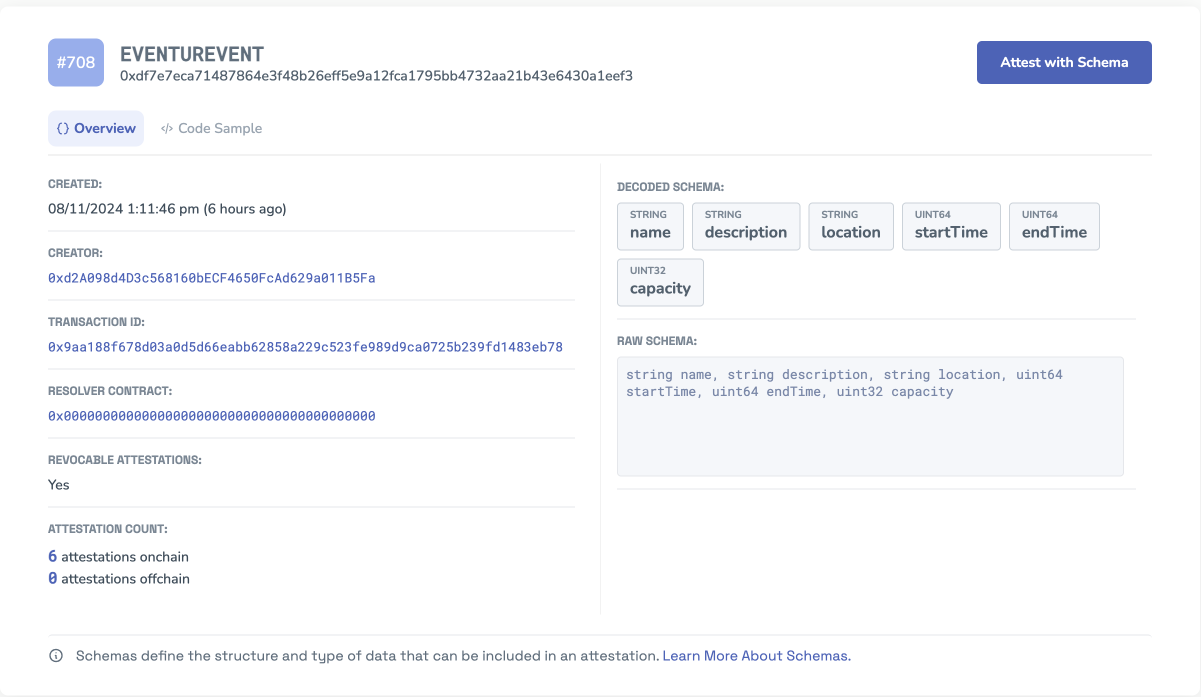 #708
EVENTUREVENT
0xdf7e7eca71487864e3f48b26eff5e9a12fca1795bb4732aa21b43e6430a1eef3
Attest with Schema
{} Overview
</> Code Sample
CREATED:
08/11/2024 1:11:46 pm (6 hours ago)
CREATOR:
0xd2A098d4D3c568160bECF4650FcAd629a011B5Fa
TRANSACTION ID:
0x9aa188f678d03a0d5d66eabb62858a229c523fe989d9ca0725b239fd1483eb78
RESOLVER CONTRACT:
0x0000000000000000000000000000000000000000
REVOCABLE ATTESTATIONS:
Yes
ATTESTATION COUNT:
6 attestations onchain
0 attestations offchain
DECODED SCHEMA:
STRING
name
STRING
description
STRING
location
UINT64
startTime
UINT64
endTime
UINT32
capacity
RAW SCHEMA:
string name, string description, string location, uint64
startTime, uint64 endTime, uint32 capacity
Schemas define the structure and type of data that can be included in an attestation. Learn More About Schemas.